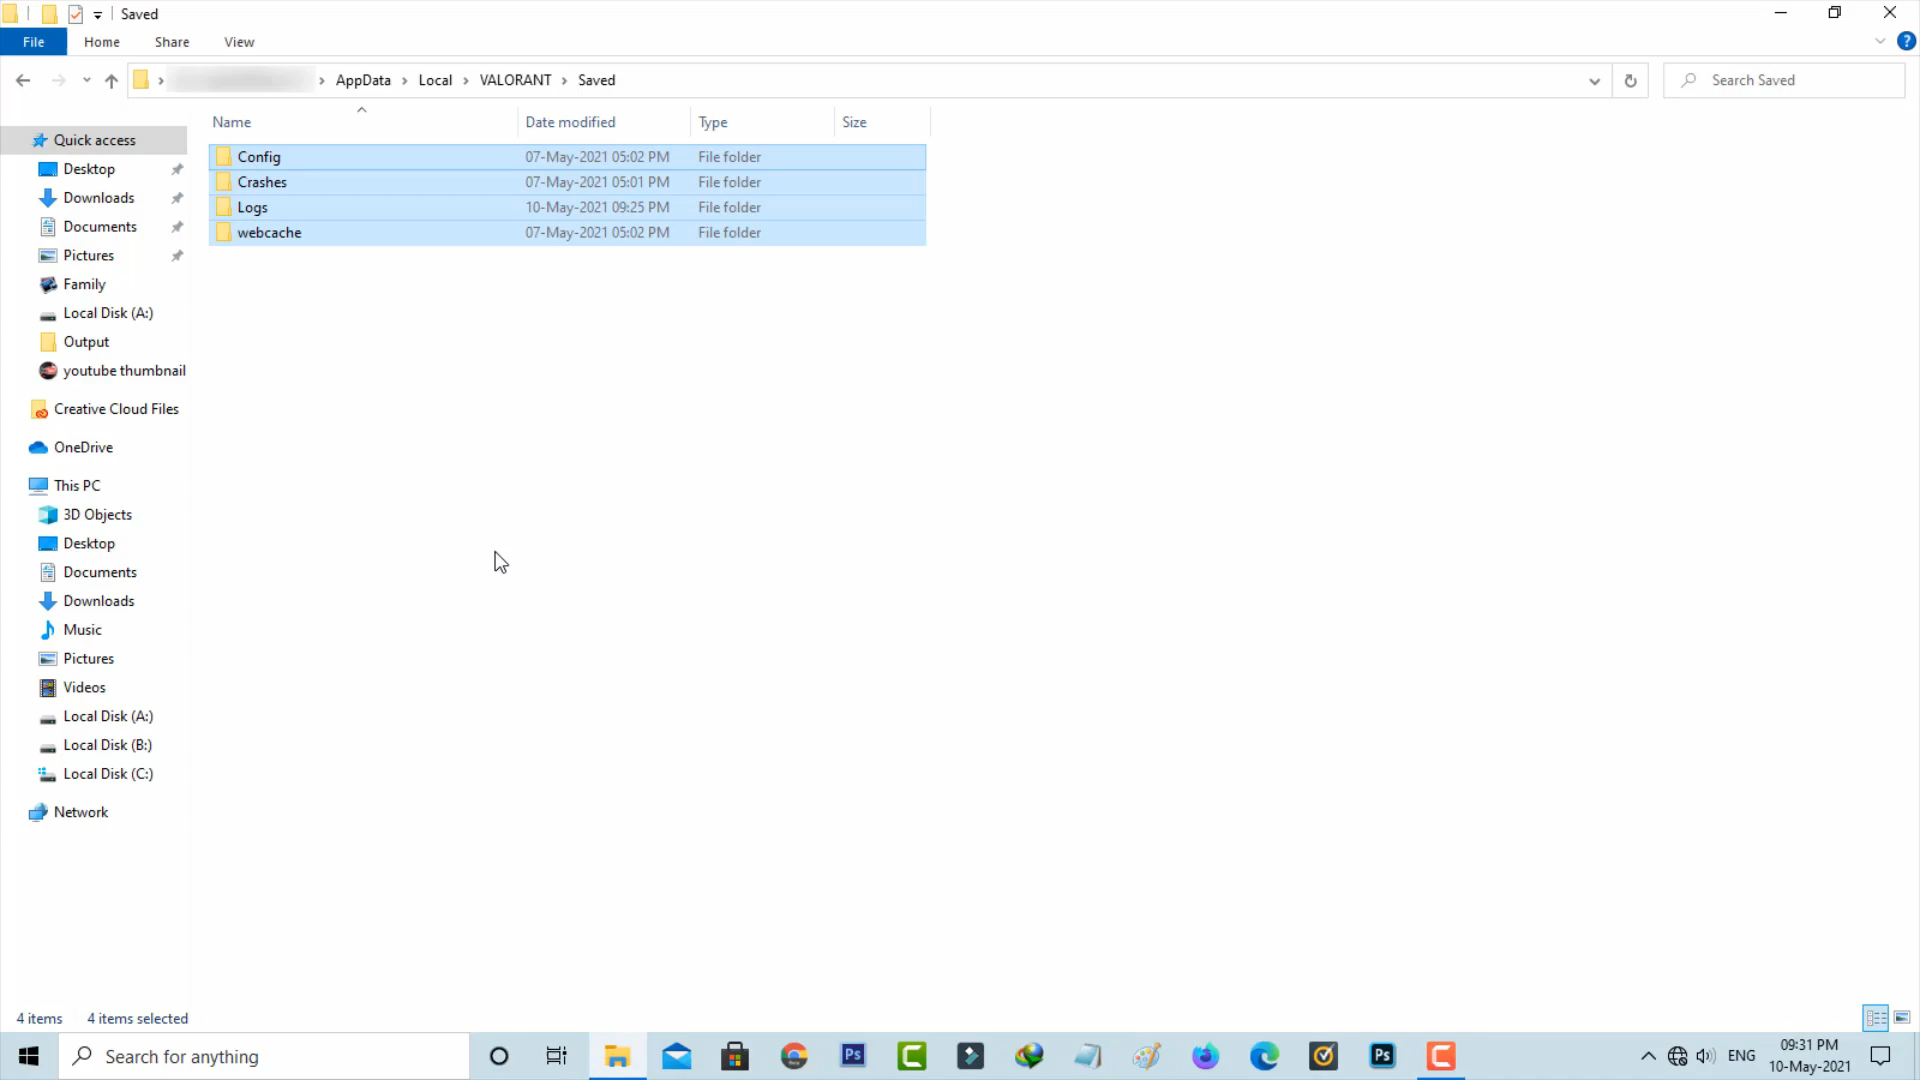 Saved
File Home Share View
AppData Local VALORANT Saved Search Saved
Name Date modified Type Size
Config 07-May-2021 05:02 PM File folder
Crashes 07-May-2021 05:01 PM File folder
Logs 10-May-2021 09:25 PM File folder
webcache 07-May-2021 05:02 PM File folder
Quick access
Desktop
Downloads
Documents
Pictures
Family
Local Disk (A:)
Output
youtube thumbnail
Creative Cloud Files
OneDrive
This PC
3D Objects
Desktop
Documents
Downloads
Music
Pictures
Videos
Local Disk (A:)
Local Disk (B:)
Local Disk (C:)
Network
4 items 4 items selected
Search for anything
Ps
Ps
ENG
09:31 PM
10-May-2021